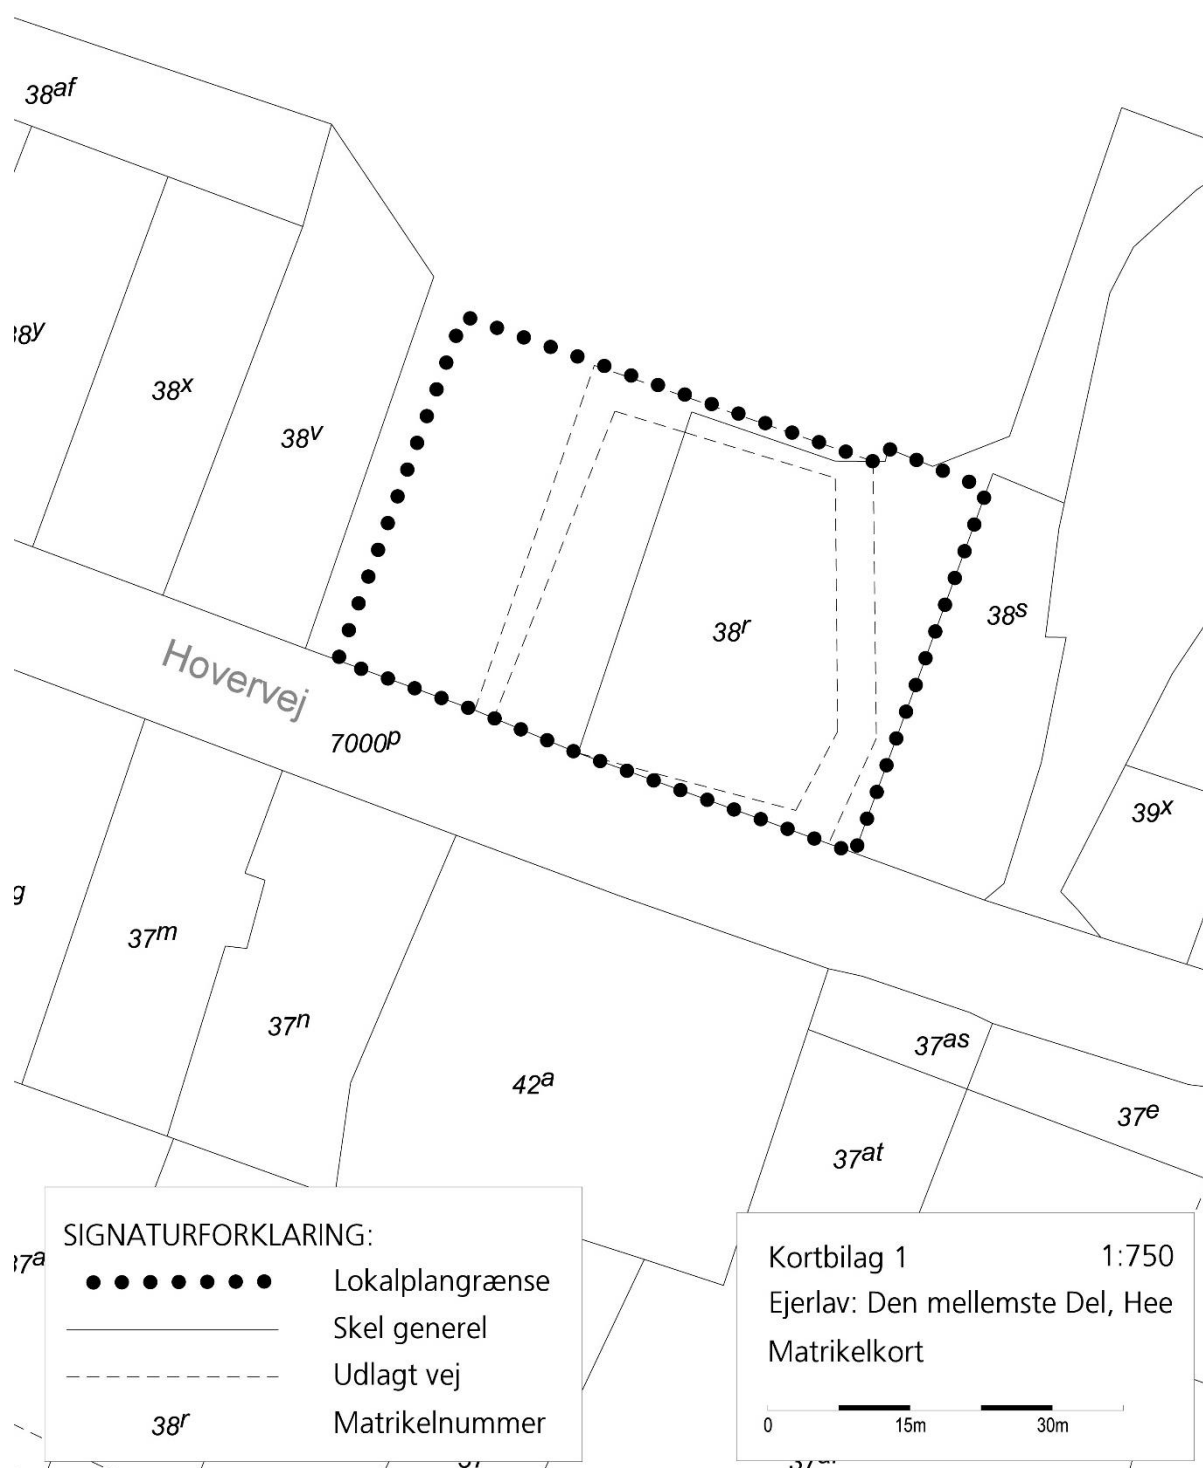 38af
38y
38x
38v
38r
38s
Hovervej
7000p
39x
g
37m
37n
42a
37as
37e
37at
SIGNATURFORKLARING:
Lokalplangrænse
Skel generel
Udlagt vej
38r Matrikelnummer
Kortbilag 1 1:750
Ejerlav: Den mellemste Del, Hee
Matrikelkort
0 15m 30m